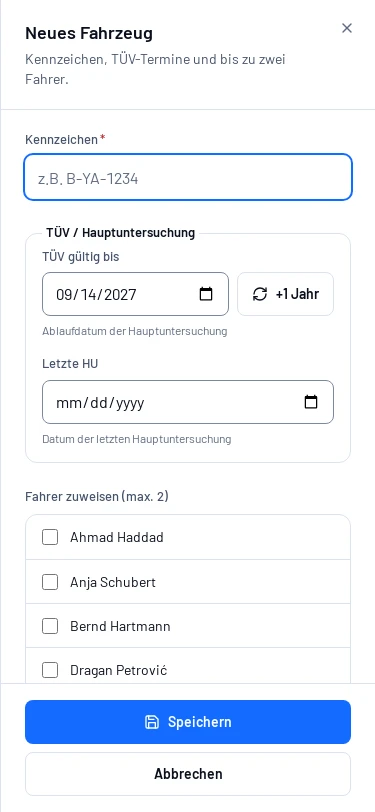 Neues Fahrzeug
Kennzeichen, TÜV-Termine und bis zu zwei
Fahrer.
Kennzeichen *
z.B. B-YA-1234
TÜV / Hauptuntersuchung
TÜV gültig bis
09/14/2027
+1 Jahr
Ablaufdatum der Hauptuntersuchung
Letzte HU
mm/dd/yyyy
Datum der letzten Hauptuntersuchung
Fahrer zuweisen (max. 2)
Ahmad Haddad
Anja Schubert
Bernd Hartmann
Dragan Petrović
Speichern
Abbrechen